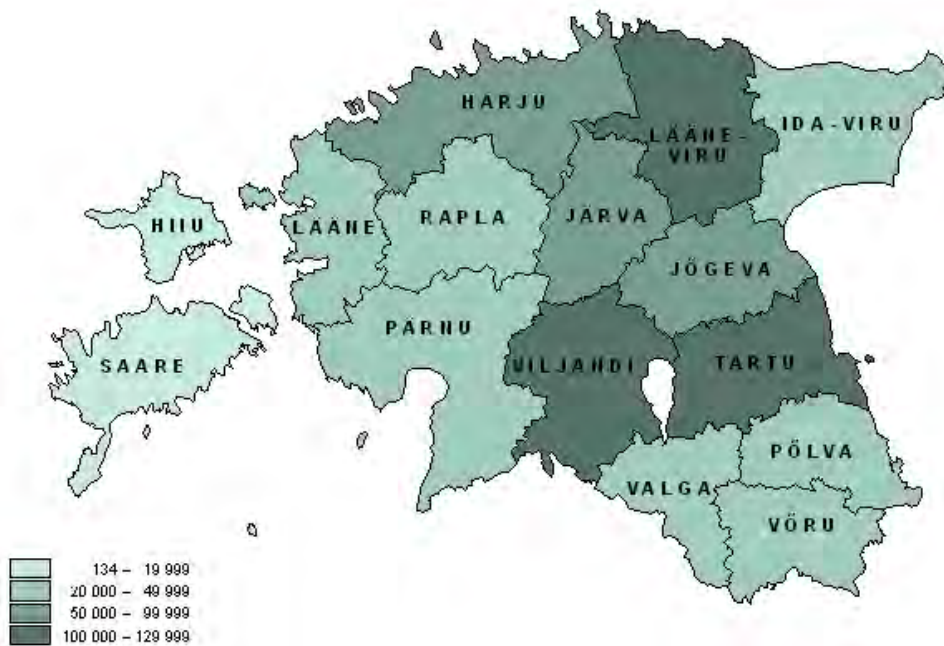 HARJU
LÄÄNE-
VIRU
IDA-VIRU
HIIU
LÄÄNE
RAPLA
JÄRVA
JÕGEVA
SAARE
PÄRNU
VILJANDI
TARTU
PÕLVA
VALGA
VÕRU
134 – 19 999
20 000 – 49 999
50 000 – 99 999
100 000 – 129 999